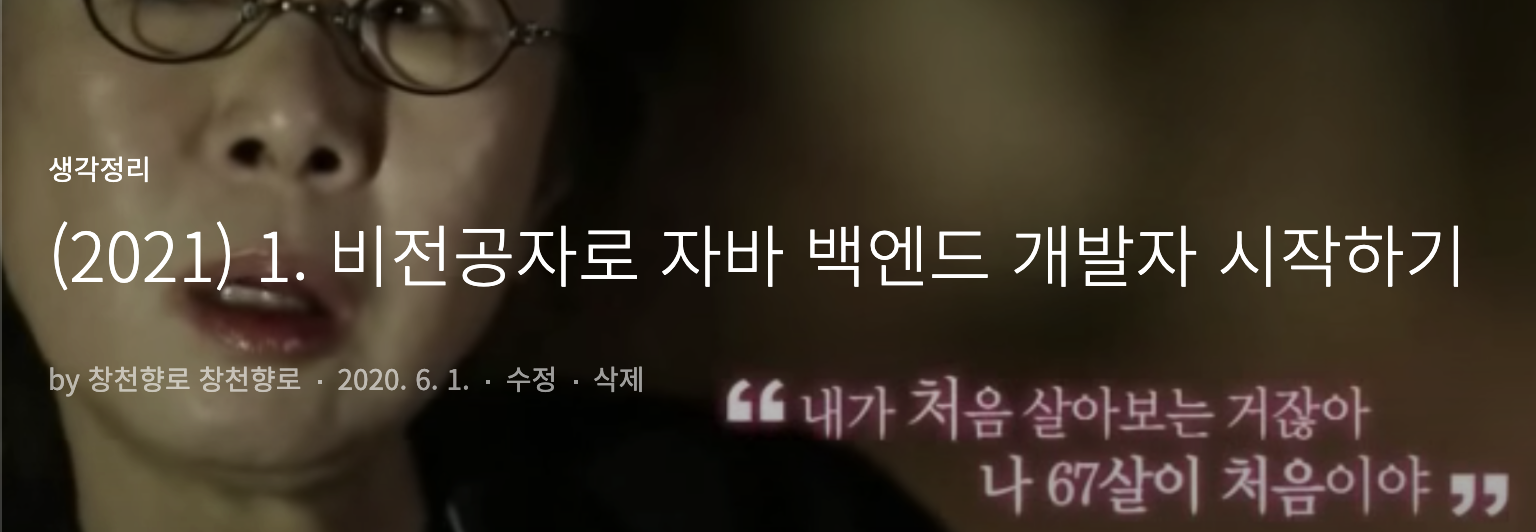 생각정리
(2021) 1. 비전공자로 자바 백엔드 개발자 시작하기
by 창천향로 창천향로 · 2020. 6. 1. · 수정 · 삭제
“ 내가 처음 살아보는 거잖아
나 67살이 처음이야 ”